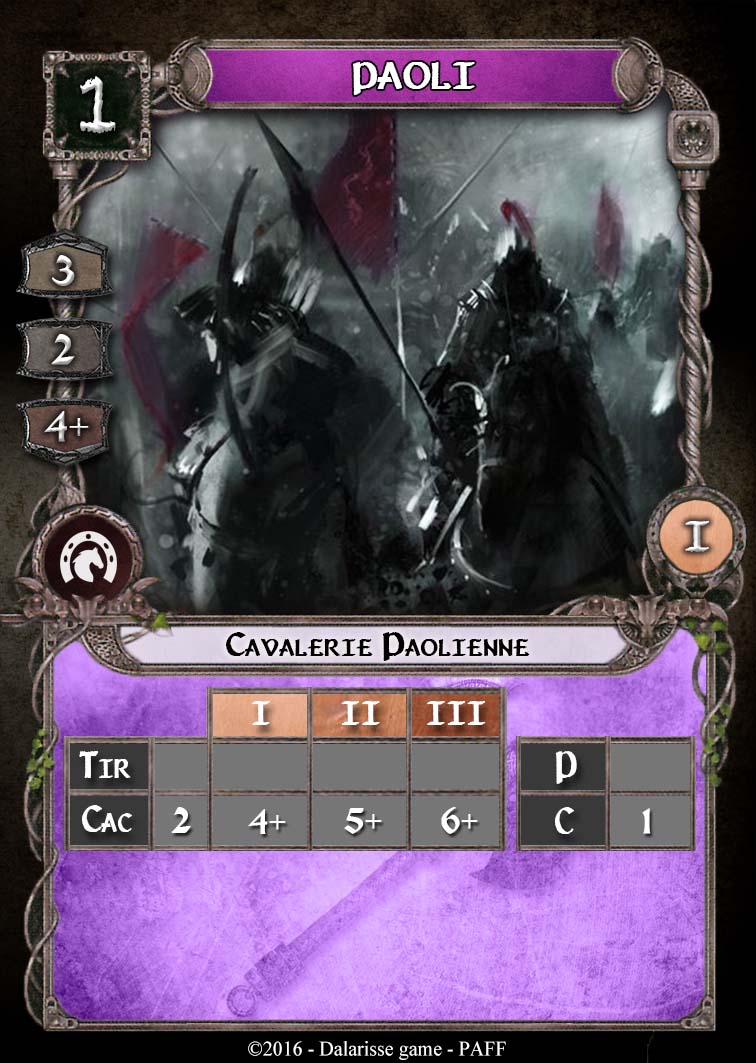 PAOLI
1
3
2
4+
I
CAVALERIE PAOLIENNE
I II III
TIR P
CAC 2 4+ 5+ 6+ C 1
©2016 - Dalarisse game - PAFF